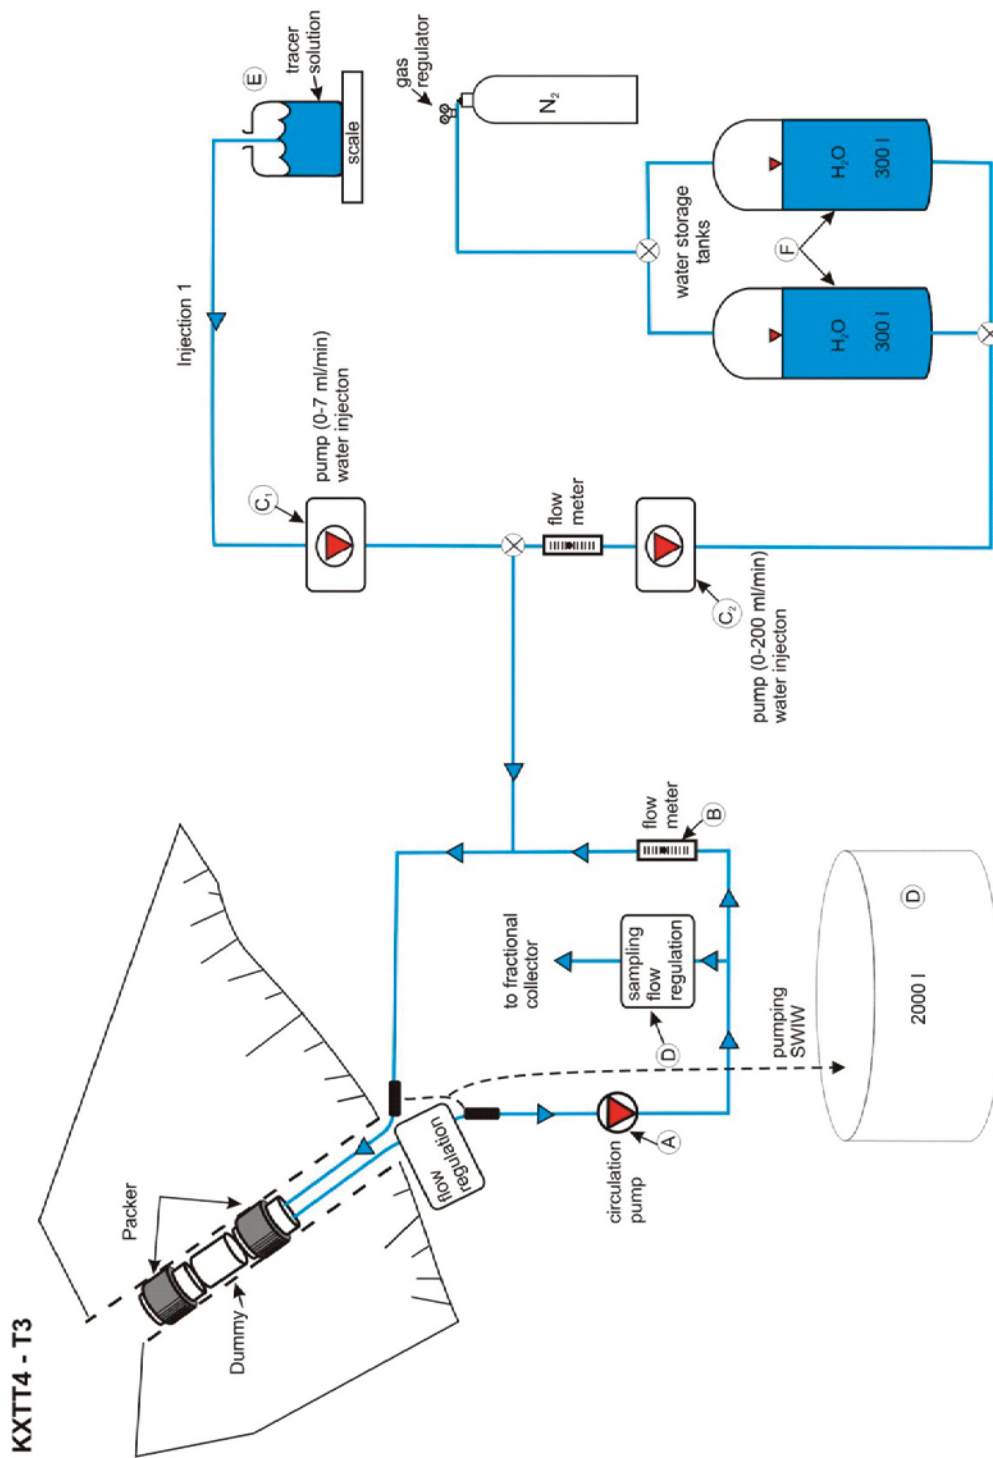 KXTT4 - T3
Packer
Dummy
flow
regulation
circulation
pump
A
to fractional
collector
sampling
flow
regulation
D
pumping
SWIW
2000 l
D
flow
meter
B
Injection 1
C1
pump (0-7 ml/min)
water injecton
flow
meter
C2
pump (0-200 ml/min)
water injecton
E
tracer
solution
scale
gas
regulator
N2
water storage
tanks
F
H2O
300 l
H2O
300 l